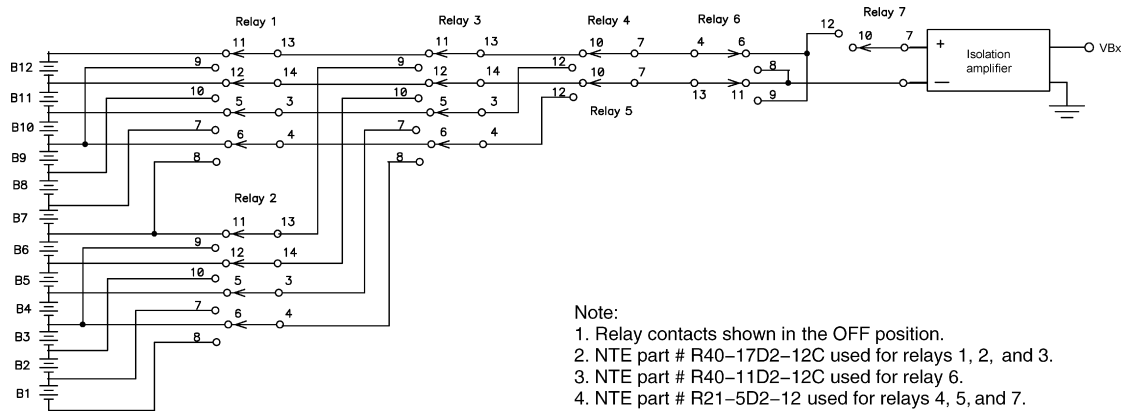 Relay 1
Relay 3
Relay 4
Relay 6
Relay 7
11 13
11 13
10 7
4 6
12
10 7
+
−
Isolation
amplifier
VBx
B12
9
9
12
8
12 14
12 14
10 7
13 11
B11
10
10
12
9
5 3
5 3
Relay 5
B10
7
7
6 4
6 4
B9
8
8
B8
Relay 2
B7
11 13
B6
9
12 14
B5
10
5 3
B4
7
6 4
B3
8
B2
B1
Note:
1. Relay contacts shown in the OFF position.
2. NTE part # R40−17D2−12C used for relays 1, 2, and 3.
3. NTE part # R40−11D2−12C used for relay 6.
4. NTE part # R21−5D2−12 used for relays 4, 5, and 7.